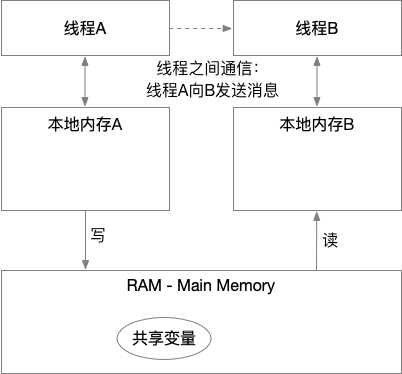 线程A
线程B
线程之间通信：
线程A向B发送消息
本地内存A
本地内存B
写
读
RAM - Main Memory
共享变量